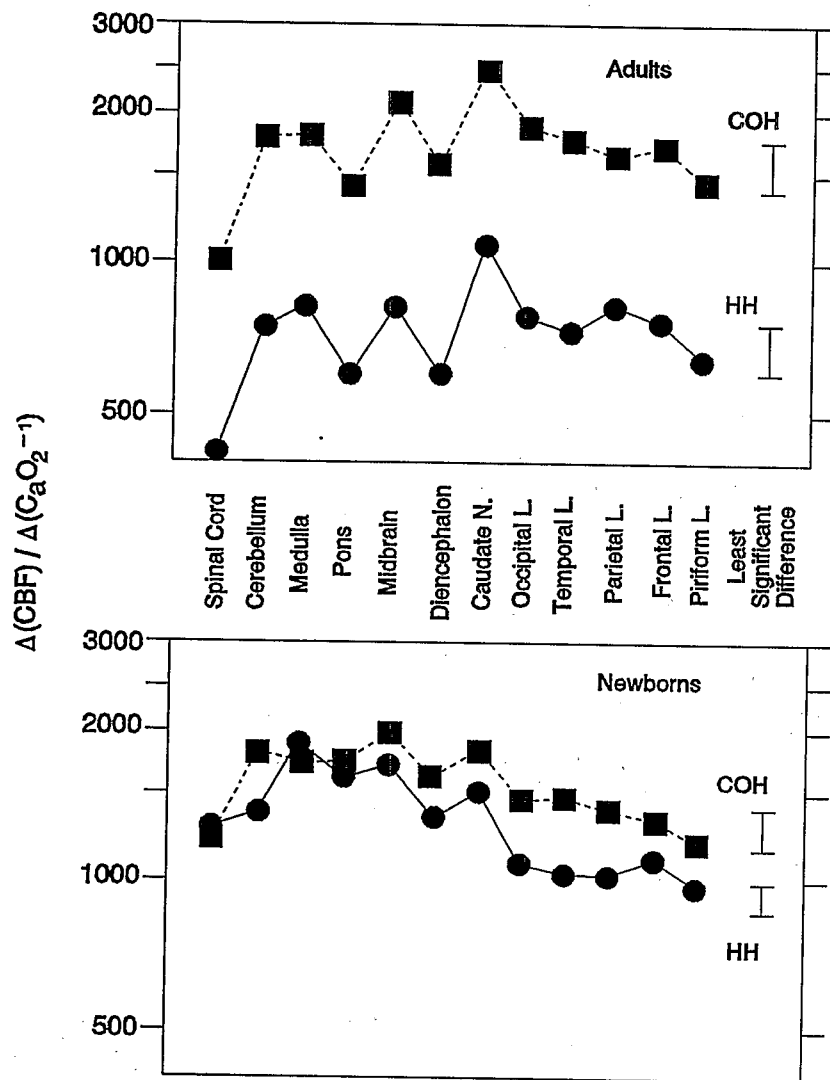 3000
2000
1000
500
Adults
COH
HH
Δ(CBF) / Δ(CaO2−1)
Spinal Cord
Cerebellum
Medulla
Pons
Midbrain
Diencephalon
Caudate N.
Occipital L.
Temporal L.
Parietal L.
Frontal L.
Piriform L.
Least
Significant
Difference
3000
2000
1000
500
Newborns
COH
HH